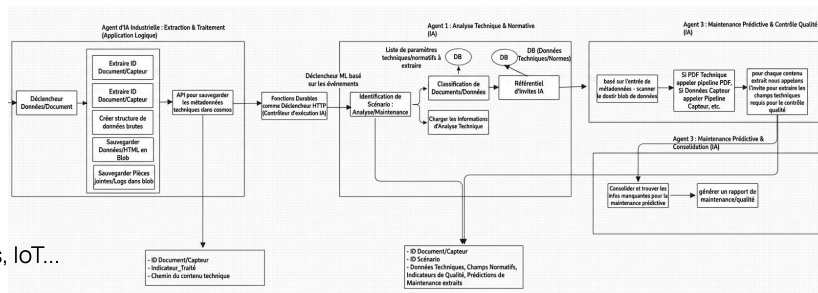 Agent d'IA Industrielle : Extraction & Traitement
(Application Logique)
Déclencheur
Données/Document
Extraire ID
Document/Capteur
Extraire ID
Document/Capteur
Créer structure de
données brutes
Sauvegarder
Données/HTML en
Blob
Sauvegarder Pièces
jointes/Logs dans blob
API pour sauvegarder
les métadonnées
techniques dans cosmos
- ID Document/Capteur
- Indicateur_Traité
- Chemin du contenu technique
s, IoT...
Déclencheur ML basé
sur les événements
Fonctions Durables
comme Déclencheur HTTP
(Contrôleur d'exécution IA)
Agent 1 : Analyse Technique & Normative
(IA)
Liste de paramètres
techniques/normatifs à
extraire
DB
DB
DB (Données
Techniques/Normes)
Identification de
Scénario :
Analyse/Maintenance
Classification de
Documents/Données
Référentiel
d'Invites IA
Charger les Informations
d'Analyse Technique
- ID Document/Capteur
- ID Scénario
- Données Techniques, Champs Normatifs,
Indicateurs de Qualité, Prédictions de
Maintenance extraits
Agent 3 : Maintenance Prédictive & Contrôle Qualité
(IA)
basé sur l'entrée de
métadonnées - scanner
le dostir blob de données
Si PDF Technique
appeler pipeline PDF,
Si Données Capteur
appeler Pipeline
Capteur, etc.
pour chaque contenu
extrait nous appelons
l'invite pour extraire les
champs techniques
requis pour le contrôle
qualité
Agent 3 : Maintenance Prédictive &
Consolidation (IA)
Consolider et trouver les
infos manquantes pour la
maintenance prédictive
générer un rapport de
maintenance/qualité